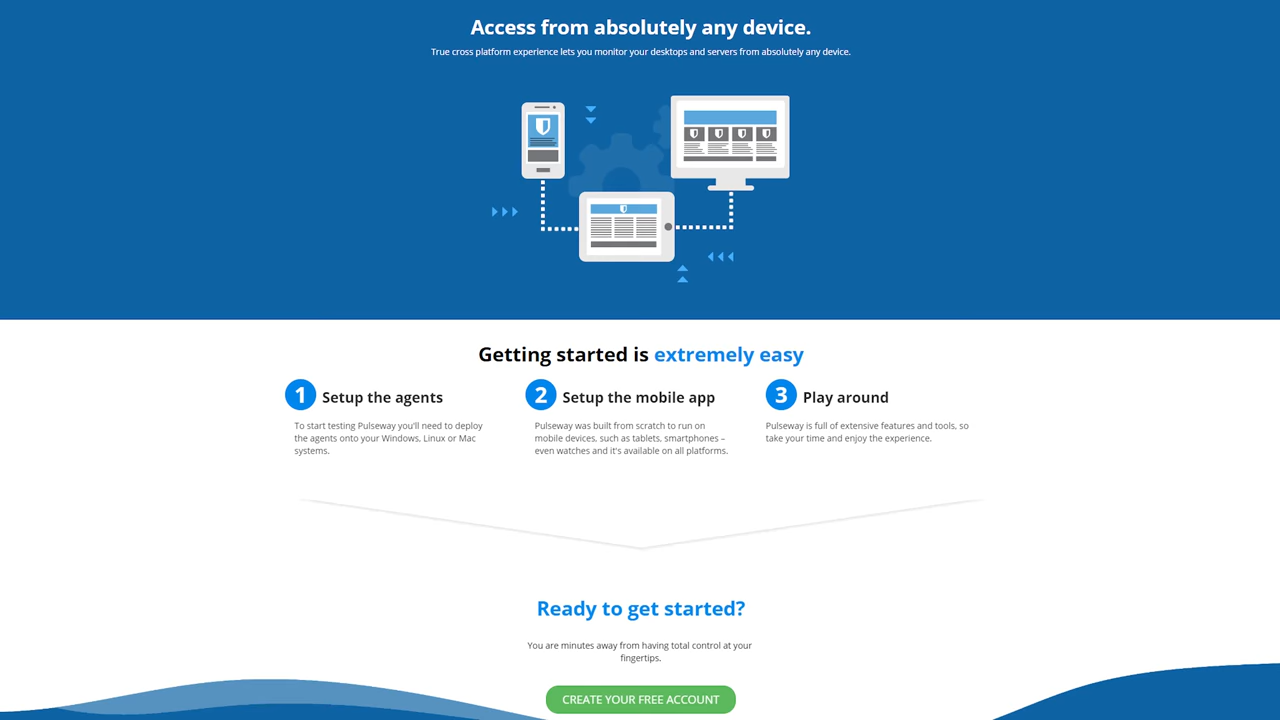 Access from absolutely any device.
True cross platform experience lets you monitor your desktops and servers from absolutely any device.
Getting started is extremely easy
1 Setup the agents
To start testing Pulseway you'll need to deploy
the agents onto your Windows, Linux or Mac
systems.
2 Setup the mobile app
Pulseway was built from scratch to run on
mobile devices, such as tablets, smartphones –
even watches and it's available on all platforms.
3 Play around
Pulseway is full of extensive features and tools, so
take your time and enjoy the experience.
Ready to get started?
You are minutes away from having total control at your
fingertips.
CREATE YOUR FREE ACCOUNT